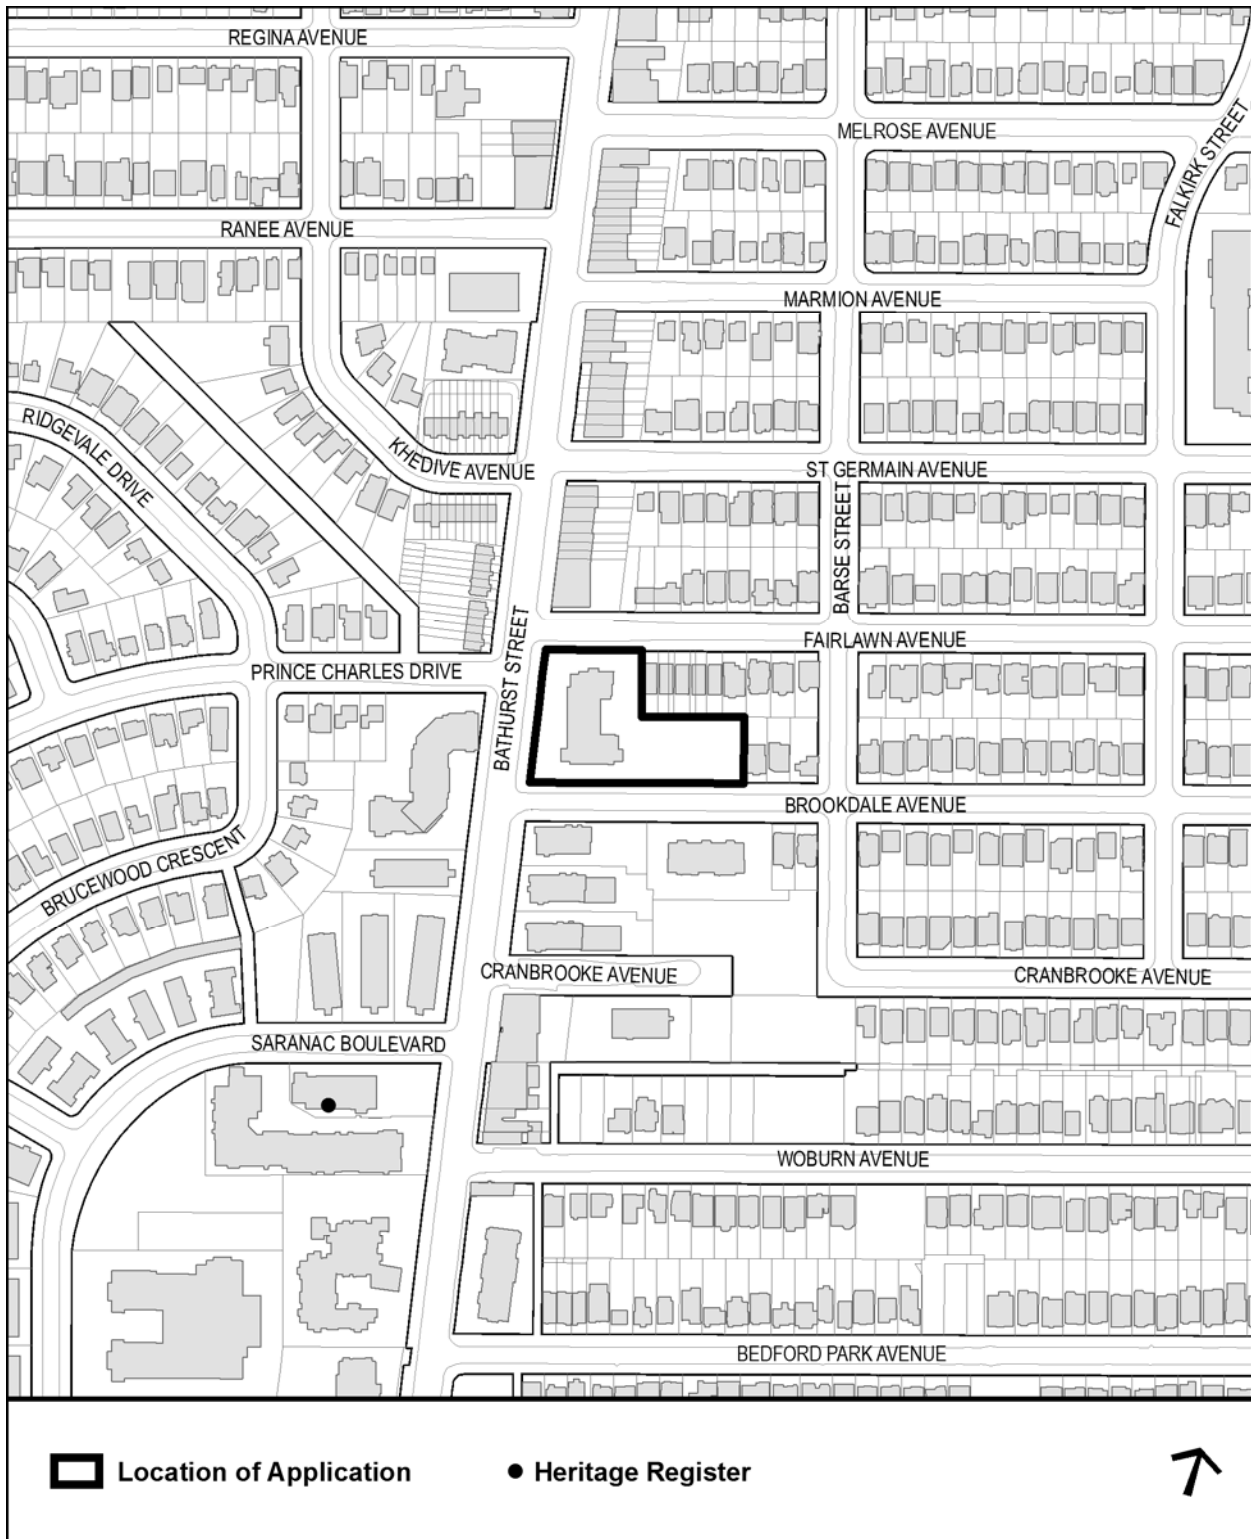 REGINA AVENUE
MELROSE AVENUE
FALKIRK STREET
RANEE AVENUE
MARMION AVENUE
RIDGEVALE DRIVE
KHEDIVE AVENUE
ST GERMAIN AVENUE
BARSE STREET
BATHURST STREET
FAIRLAWN AVENUE
PRINCE CHARLES DRIVE
BROOKDALE AVENUE
BRUCEWOOD CRESCENT
CRANBROOKE AVENUE
CRANBROOKE AVENUE
SARANAC BOULEVARD
WOBURN AVENUE
BEDFORD PARK AVENUE
Location of Application
Heritage Register